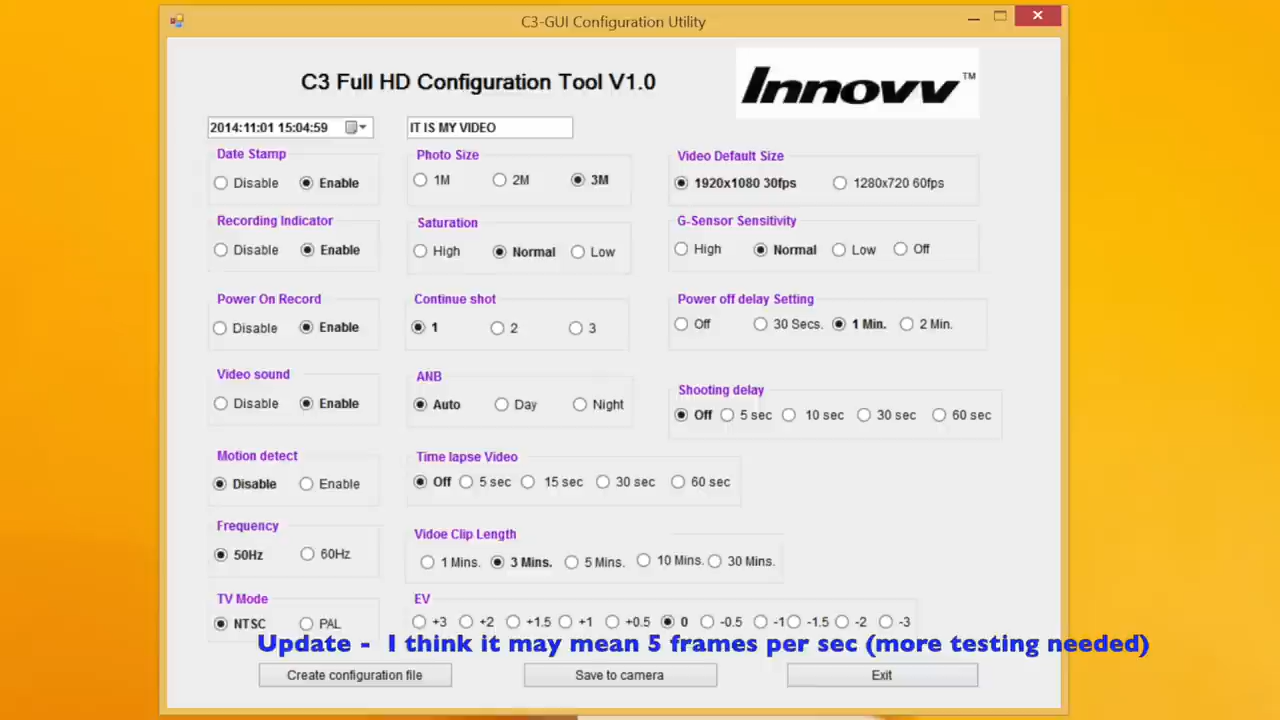 C3-GUI Configuration Utility
C3 Full HD Configuration Tool V1.0
Innovv™
2014:11:01 15:04:59
IT IS MY VIDEO
Date Stamp
Disable Enable
Photo Size
1M 2M 3M
Video Default Size
1920x1080 30fps 1280x720 60fps
Recording Indicator
Disable Enable
Saturation
High Normal Low
G-Sensor Sensitivity
High Normal Low Off
Power On Record
Disable Enable
Continue shot
1 2 3
Power off delay Setting
Off 30 Secs. 1 Min. 2 Min.
Video sound
Disable Enable
ANB
Auto Day Night
Shooting delay
Off 5 sec 10 sec 30 sec 60 sec
Motion detect
Disable Enable
Time lapse Video
Off 5 sec 15 sec 30 sec 60 sec
Frequency
50Hz 60Hz
Vidoe Clip Length
1 Mins. 3 Mins. 5 Mins. 10 Mins. 30 Mins.
TV Mode
NTSC PAL
EV
+3 +2 +1.5 +1 +0.5 0 -0.5 -1 -1.5 -2 -3
Update - I think it may mean 5 frames per sec (more testing needed)
Create configuration file
Save to camera
Exit